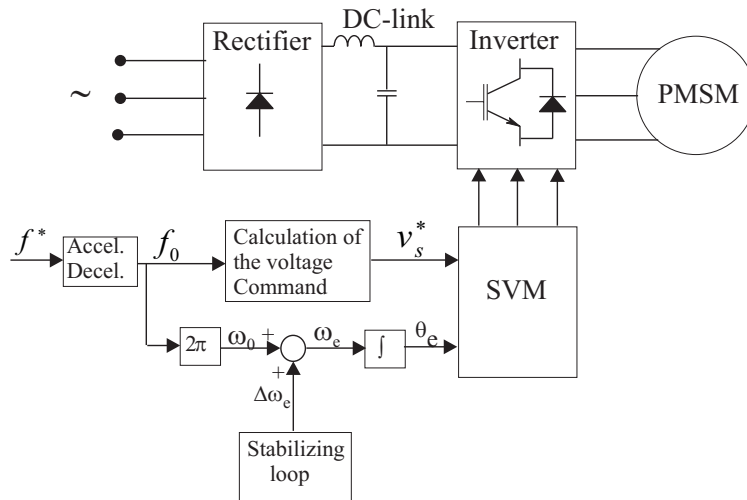 DC-link
Rectifier
Inverter
~
PMSM
f*
Accel.
Decel.
f₀
Calculation of
the voltage
Command
v*ₛ
SVM
2π
ω₀ +
ωₑ
∫
θₑ
+
Δωₑ
Stabilizing
loop